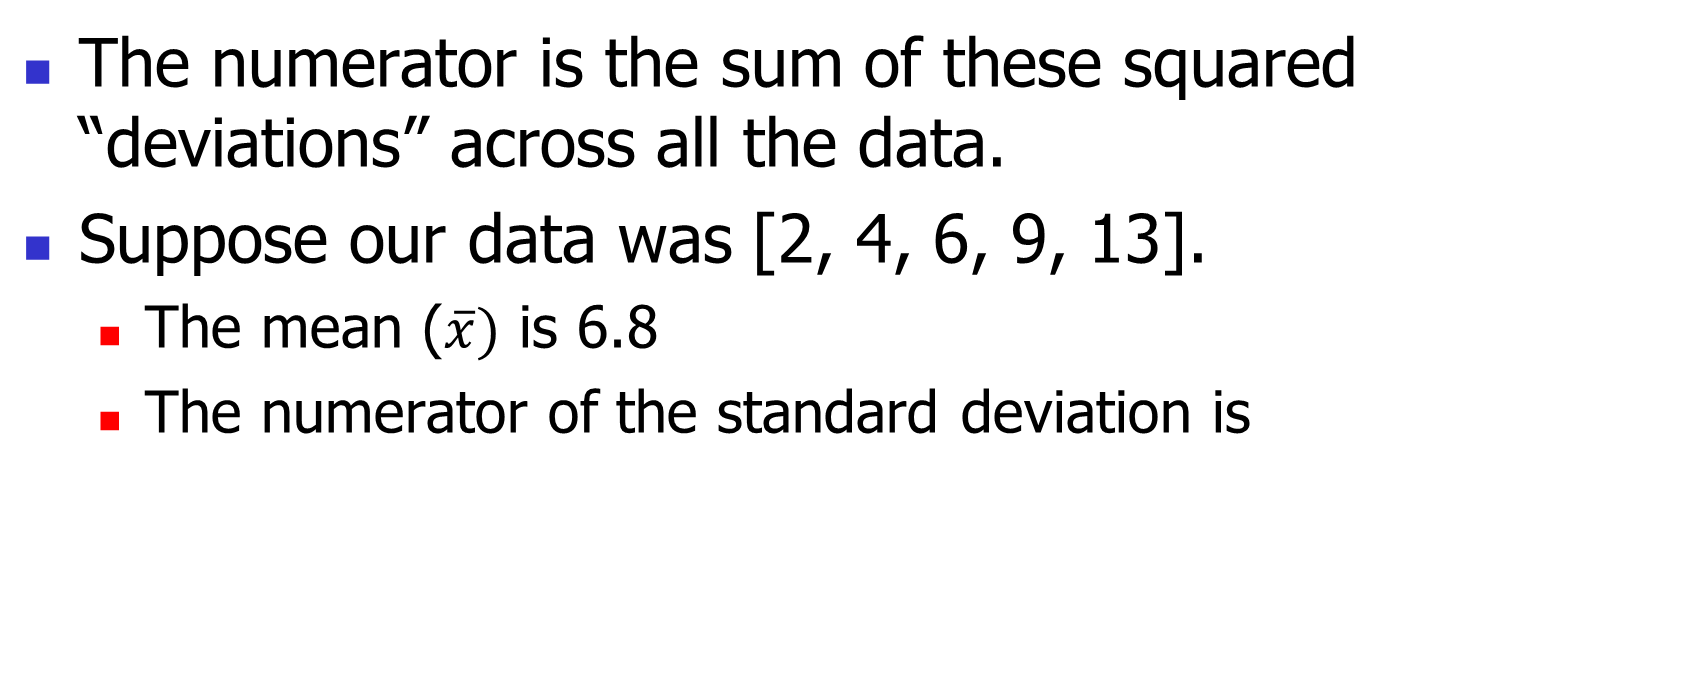 The numerator is the sum of these squared
“deviations” across all the data.
Suppose our data was [2, 4, 6, 9, 13].
The mean (x̄) is 6.8
The numerator of the standard deviation is